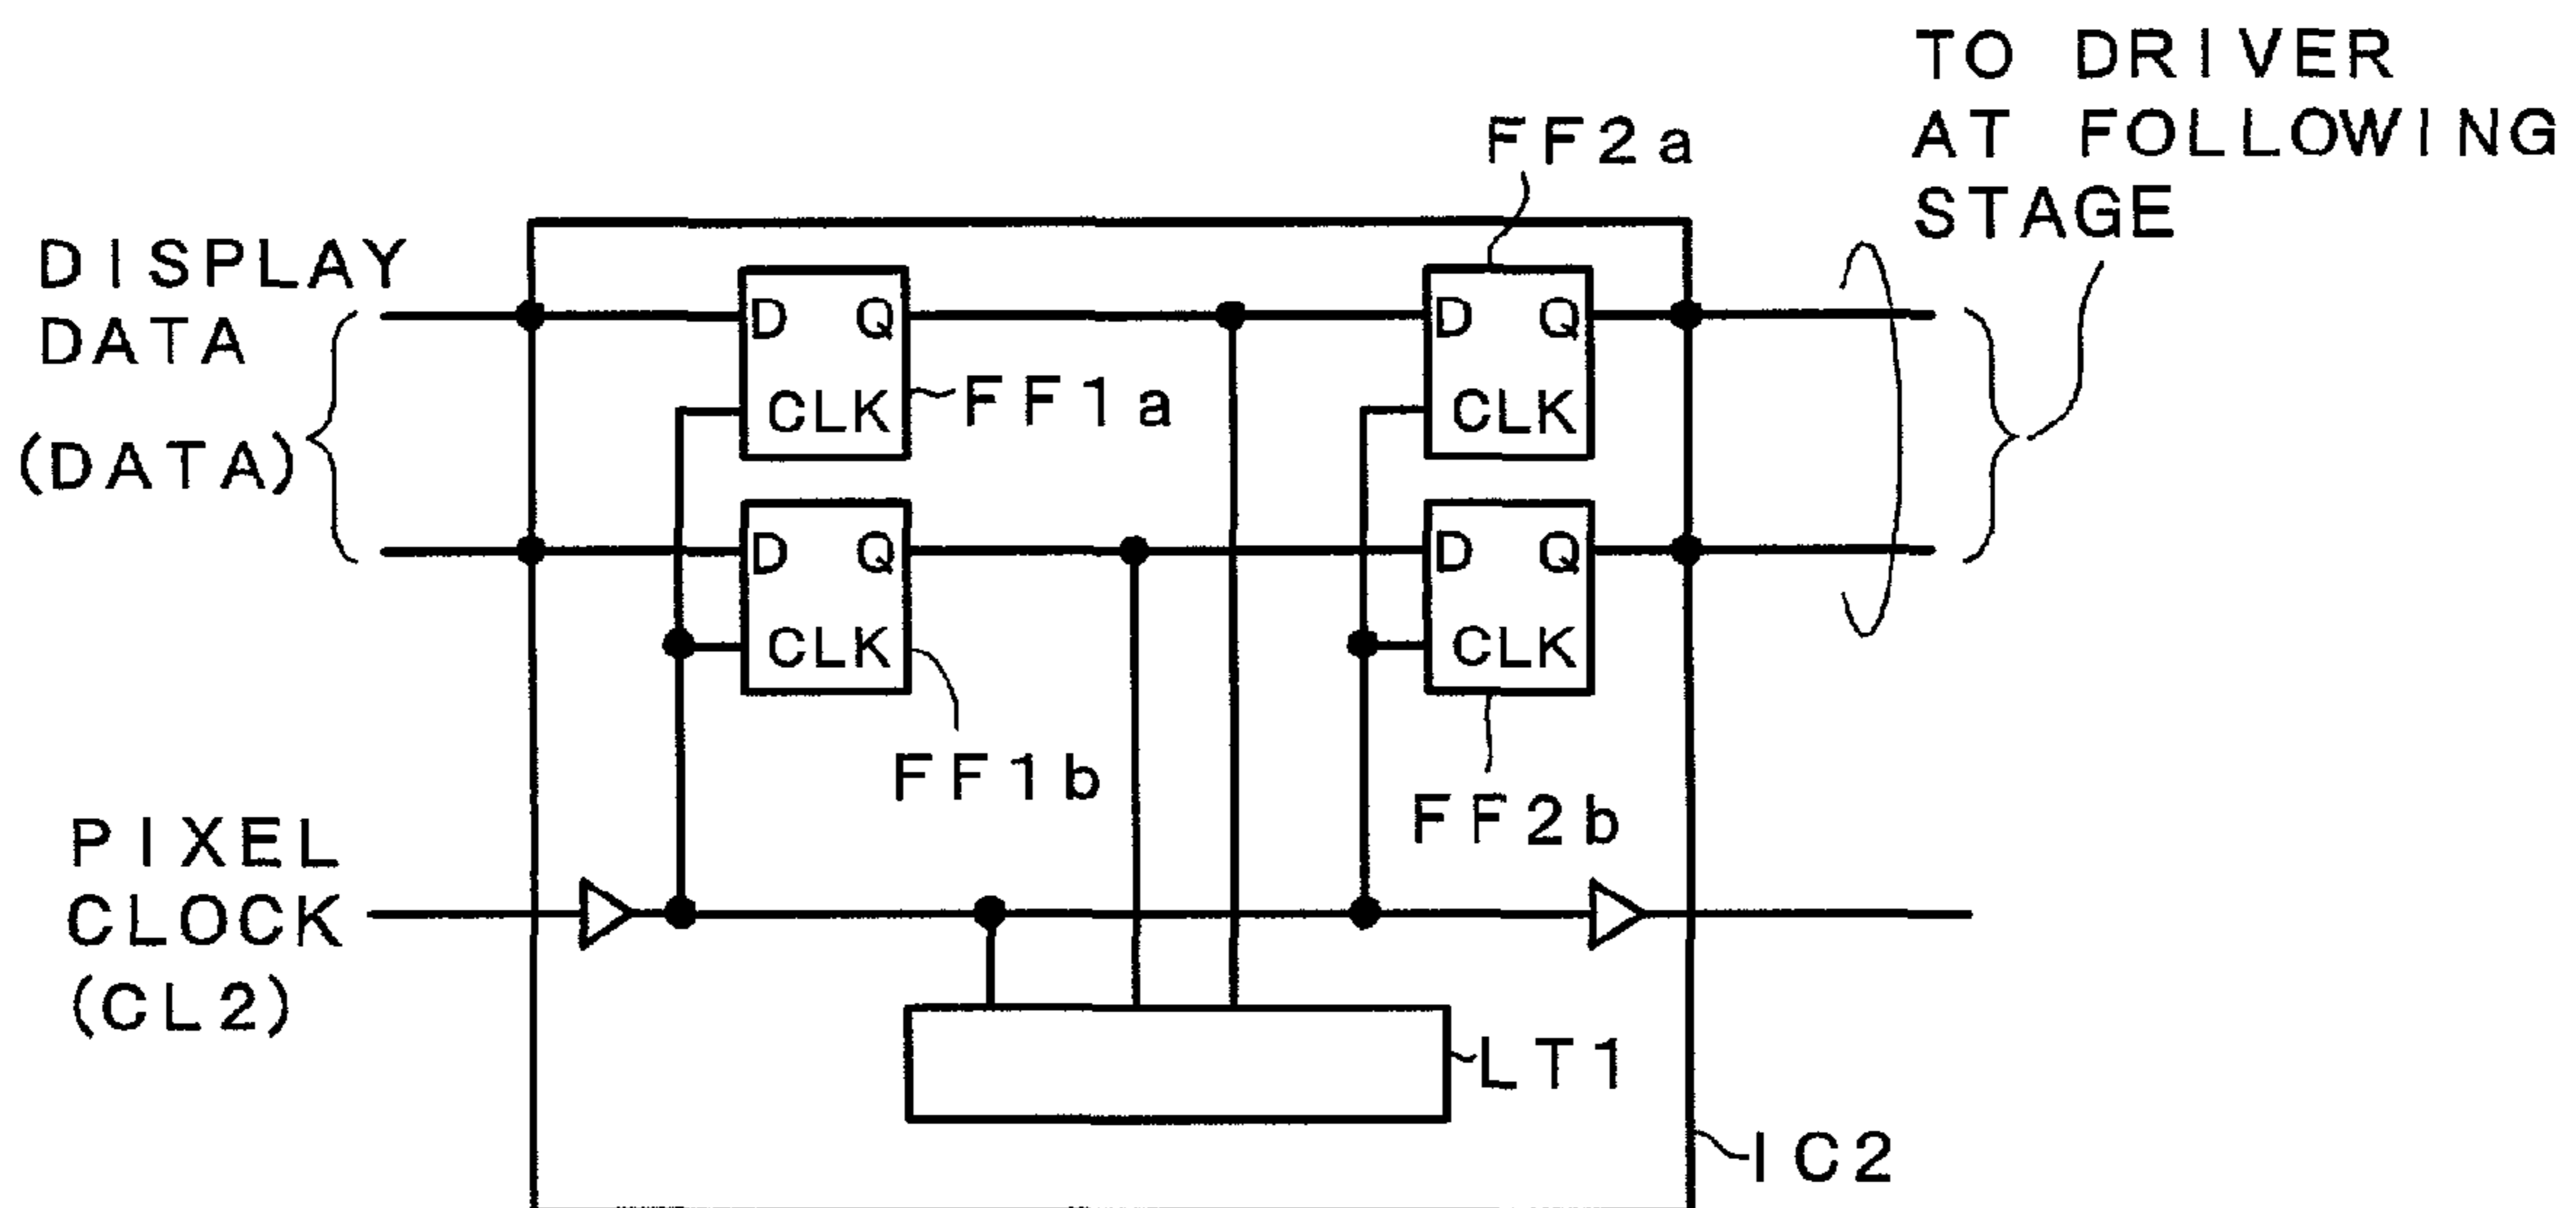 TO DRIVER
AT FOLLOWING
STAGE
FF2a
DISPLAY
DATA
(DATA)
D Q
CLK
FF1a
D Q
CLK
D Q
CLK
FF1b
D Q
CLK
FF2b
PIXEL
CLOCK
(CL2)
LT1
IC2